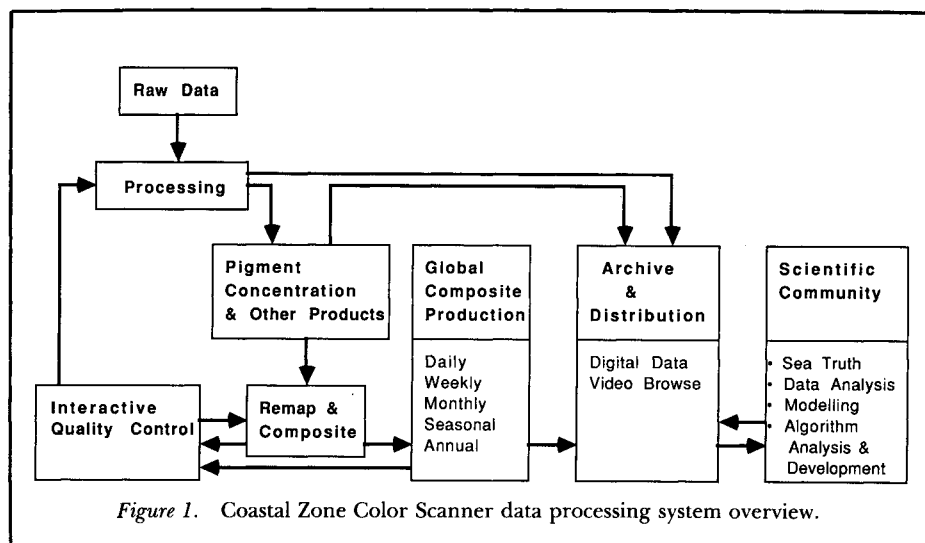 Raw Data
Processing
Pigment
Concentration
& Other Products
Global
Composite
Production
Daily
Weekly
Monthly
Seasonal
Annual
Archive
&
Distribution
Digital Data
Video Browse
Scientific
Community
• Sea Truth
• Data Analysis
• Modelling
• Algorithm
Analysis &
Development
Interactive
Quality Control
Remap &
Composite
Figure 1. Coastal Zone Color Scanner data processing system overview.